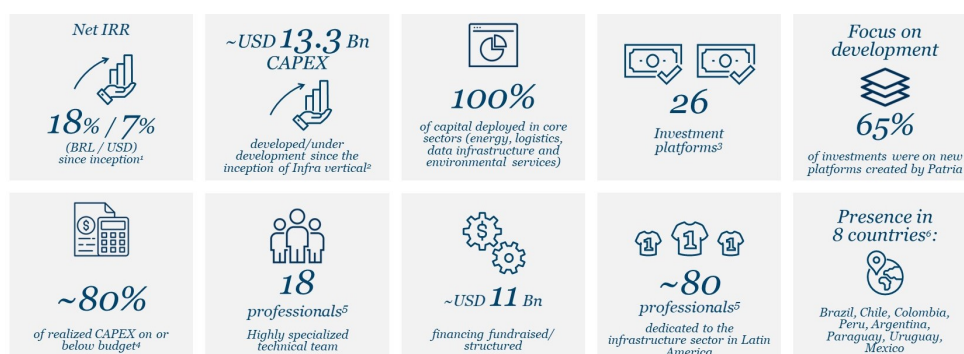 Net IRR
18% / 7%
(BRL / USD)
since inception¹
~USD 13.3 Bn
CAPEX
developed/under
development since the
inception of Infra vertical²
100%
of capital deployed in core
sectors (energy, logistics,
data infrastructure and
environmental services)
26
Investment
platforms³
Focus on
development
65%
of investments were on new
platforms created by Patria
$
~80%
of realized CAPEX on or
below budget⁴
18
professionals⁵
Highly specialized
technical team
$
~USD 11 Bn
financing fundraised/
structured
1 1 1
~80
professionals⁵
dedicated to the
infrastructure sector in Latin
America
Presence in
8 countries⁶:
Brazil, Chile, Colombia,
Peru, Argentina,
Paraguay, Uruguay,
Mexico